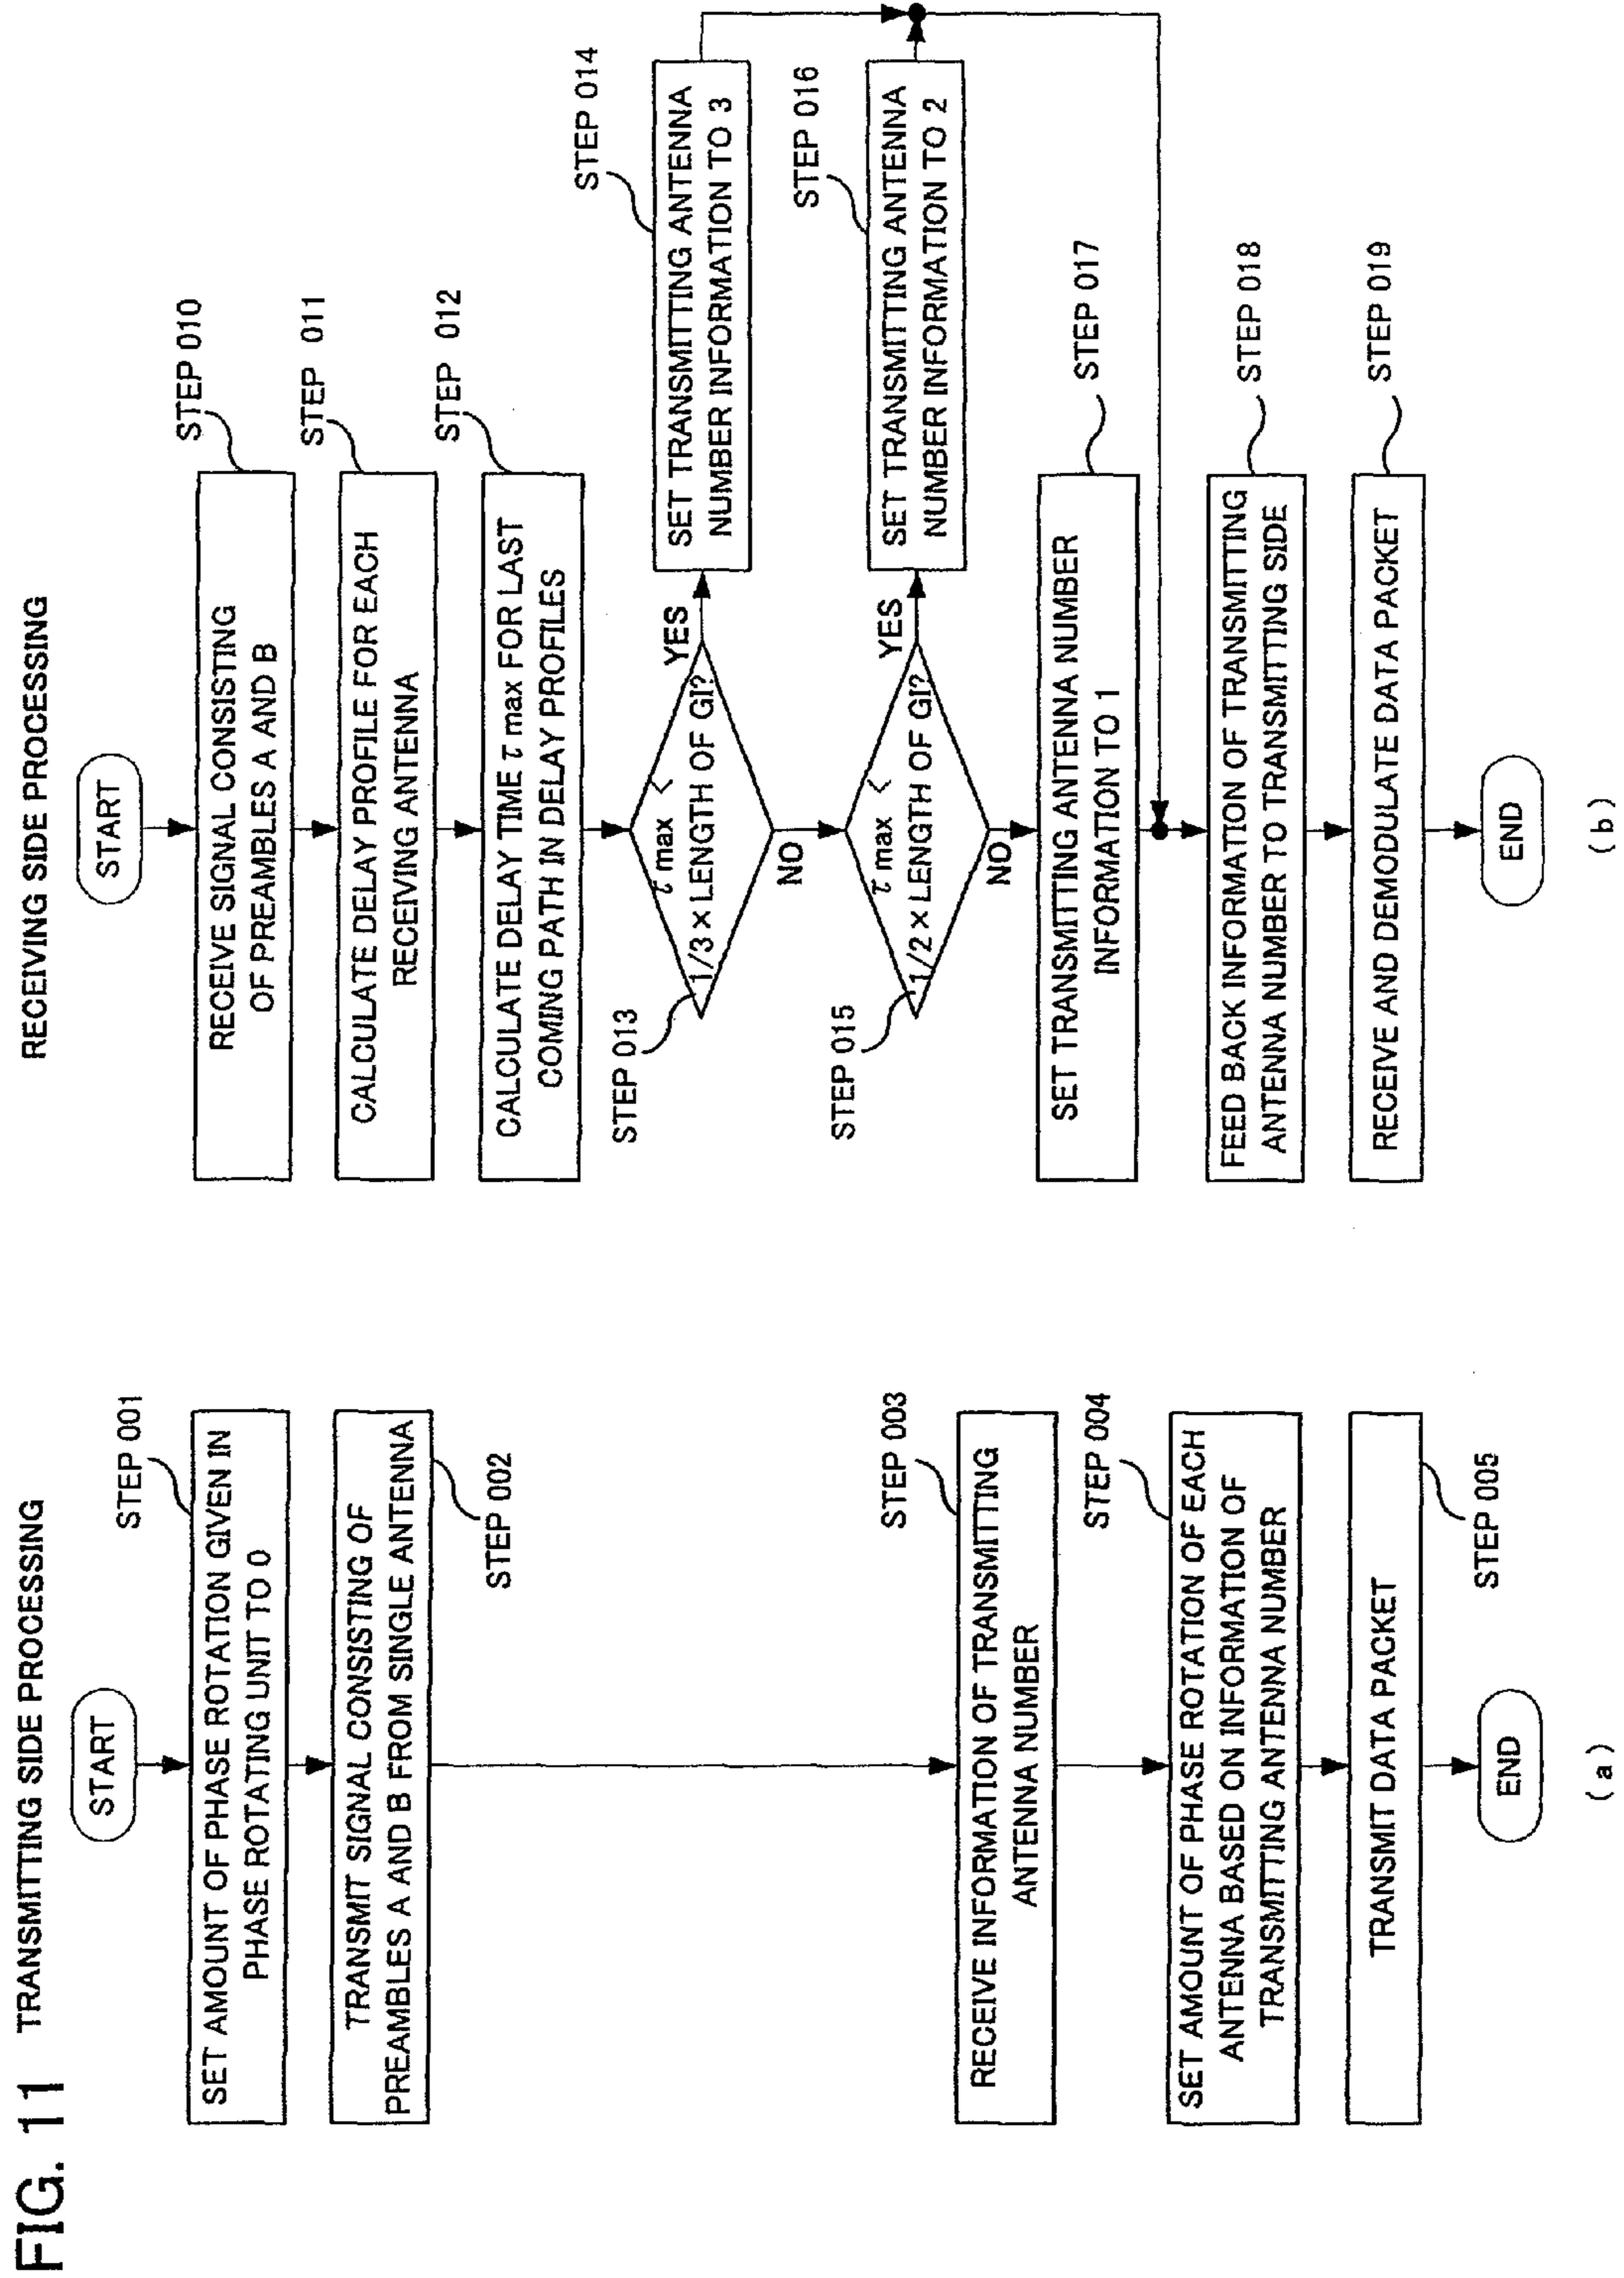 FIG. 11
TRANSMITTING SIDE PROCESSING
START
STEP 001
SET AMOUNT OF PHASE ROTATION GIVEN IN
PHASE ROTATING UNIT TO 0
TRANSMIT SIGNAL CONSISTING OF
PREAMBLES A AND B FROM SINGLE ANTENNA
STEP 002
STEP 003
RECEIVE INFORMATION OF TRANSMITTING
ANTENNA NUMBER
STEP 004
SET AMOUNT OF PHASE ROTATION OF EACH
ANTENNA BASED ON INFORMATION OF
TRANSMITTING ANTENNA NUMBER
TRANSMIT DATA PACKET
STEP 005
END
(a)
RECEIVING SIDE PROCESSING
START
STEP 010
RECEIVE SIGNAL CONSISTING
OF PREAMBLES A AND B
STEP 011
CALCULATE DELAY PROFILE FOR EACH
RECEIVING ANTENNA
STEP 012
CALCULATE DELAY TIME τ max FOR LAST
COMING PATH IN DELAY PROFILES
STEP 013
τ max <
1/3 × LENGTH OF GI?
YES
NO
STEP 014
SET TRANSMITTING ANTENNA
NUMBER INFORMATION TO 3
STEP 015
τ max <
1/2 × LENGTH OF GI?
YES
NO
STEP 016
SET TRANSMITTING ANTENNA
NUMBER INFORMATION TO 2
STEP 017
SET TRANSMITTING ANTENNA NUMBER
INFORMATION TO 1
STEP 018
FEED BACK INFORMATION OF TRANSMITTING
ANTENNA NUMBER TO TRANSMITTING SIDE
STEP 019
RECEIVE AND DEMODULATE DATA PACKET
END
(b)